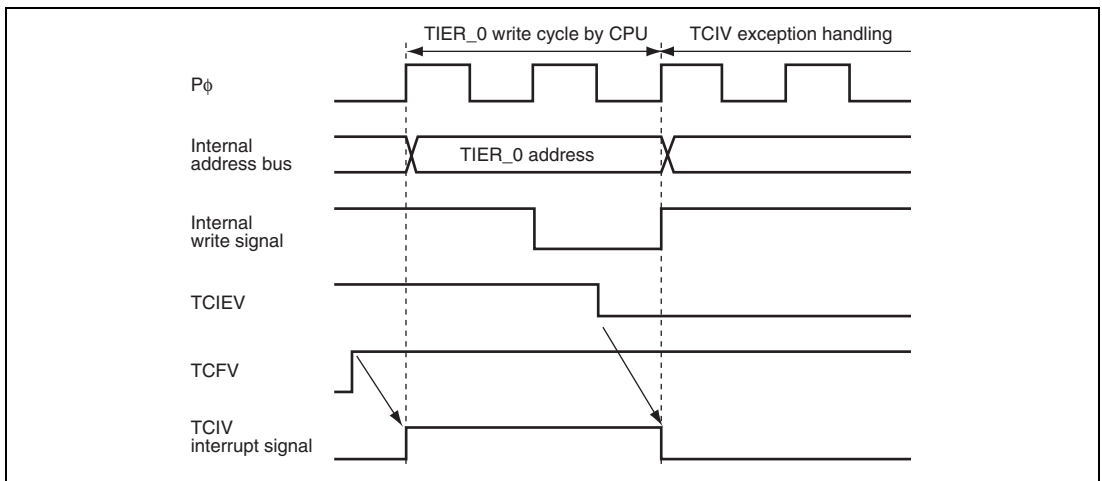 TIER_0 write cycle by CPU
TCIV exception handling
Pφ
Internal
address bus
TIER_0 address
Internal
write signal
TCIEV
TCFV
TCIV
interrupt signal